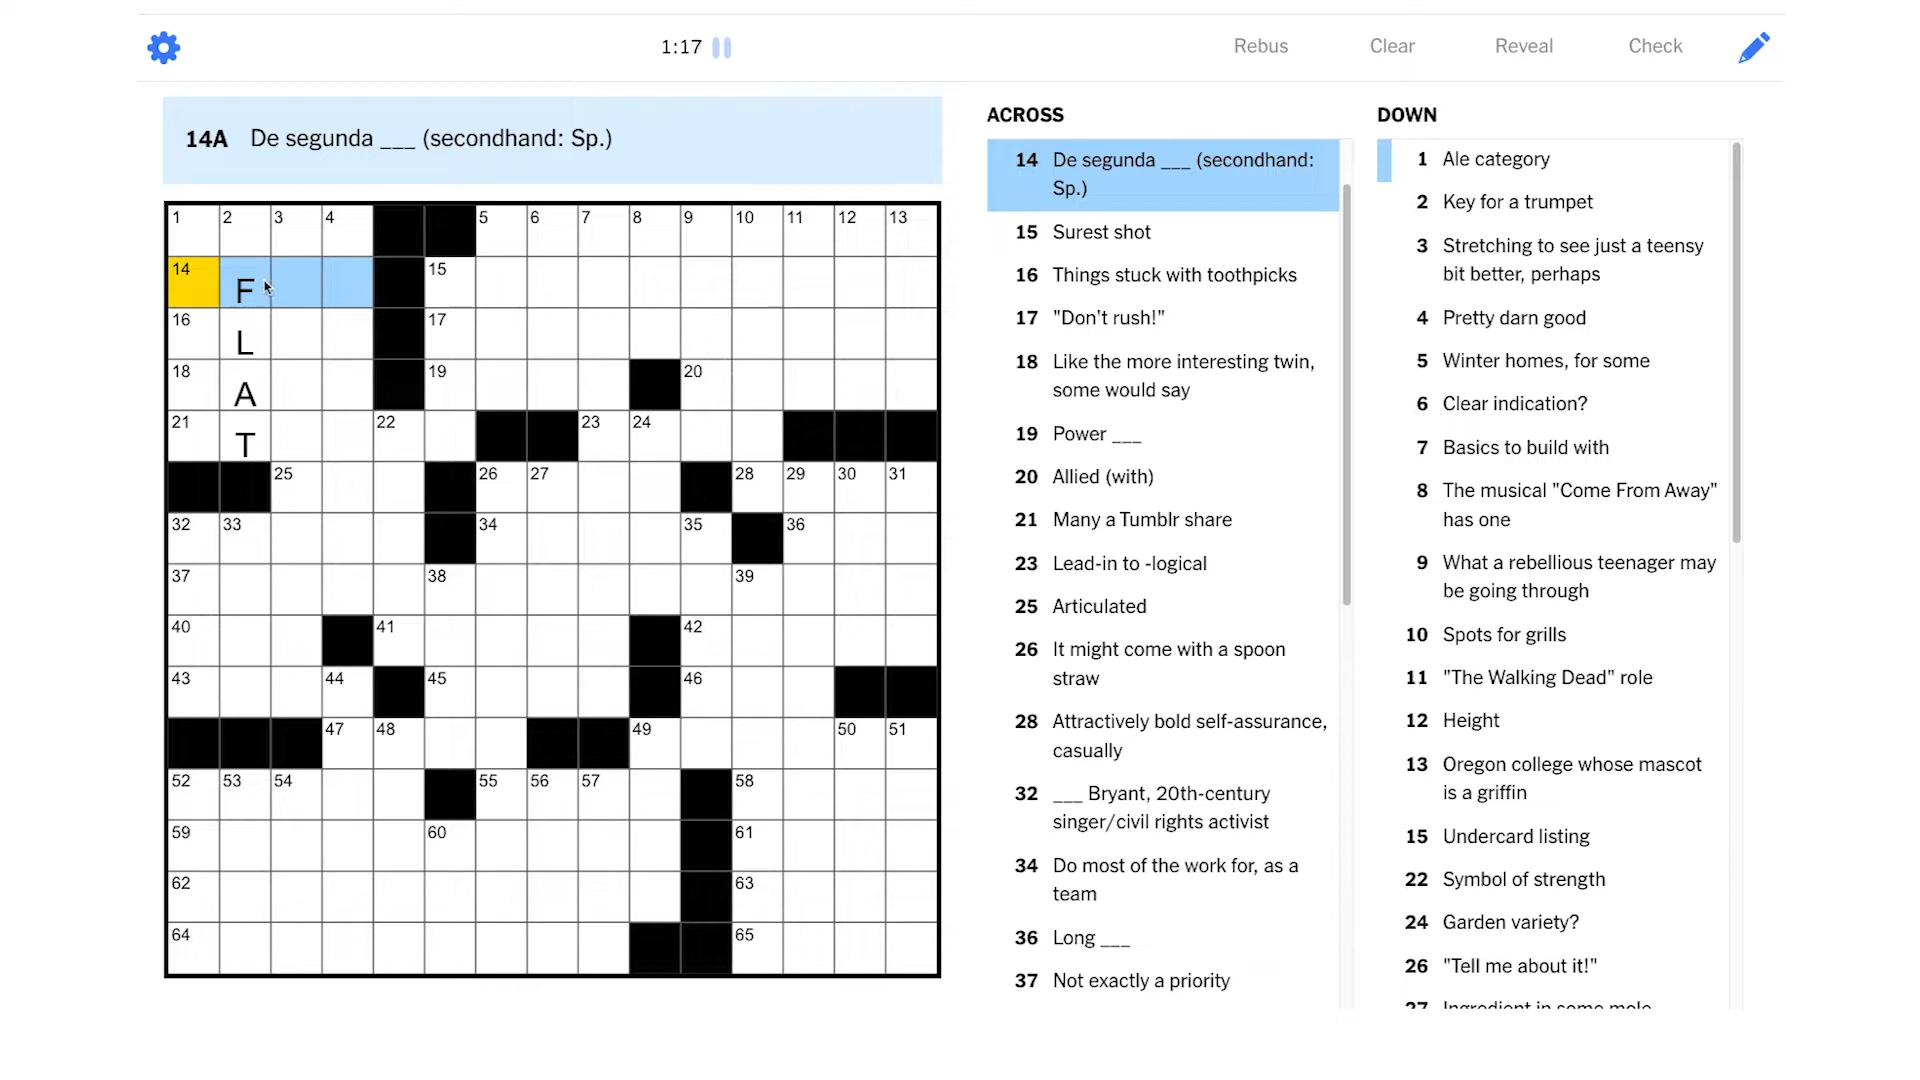 1:17
Rebus
Clear
Reveal
Check
14A De segunda ___ (secondhand: Sp.)
1 2 3 4 5 6 7 8 9 10 11 12 13
14 F 15
16 L 17
18 A 19 20
21 T 22 23 24
25 26 27 28 29 30 31
32 33 34 35 36
37 38 39
40 41 42
43 44 45 46
47 48 49 50 51
52 53 54 55 56 57 58
59 60 61
62 63
64 65
ACROSS
14 De segunda ___ (secondhand:
Sp.)
15 Surest shot
16 Things stuck with toothpicks
17 "Don't rush!"
18 Like the more interesting twin,
some would say
19 Power ___
20 Allied (with)
21 Many a Tumblr share
23 Lead-in to -logical
25 Articulated
26 It might come with a spoon
straw
28 Attractively bold self-assurance,
casually
32 ___ Bryant, 20th-century
singer/civil rights activist
34 Do most of the work for, as a
team
36 Long ___
37 Not exactly a priority
DOWN
1 Ale category
2 Key for a trumpet
3 Stretching to see just a teensy
bit better, perhaps
4 Pretty darn good
5 Winter homes, for some
6 Clear indication?
7 Basics to build with
8 The musical "Come From Away"
has one
9 What a rebellious teenager may
be going through
10 Spots for grills
11 "The Walking Dead" role
12 Height
13 Oregon college whose mascot
is a griffin
15 Undercard listing
22 Symbol of strength
24 Garden variety?
26 "Tell me about it!"
27 Ingredient in some mole